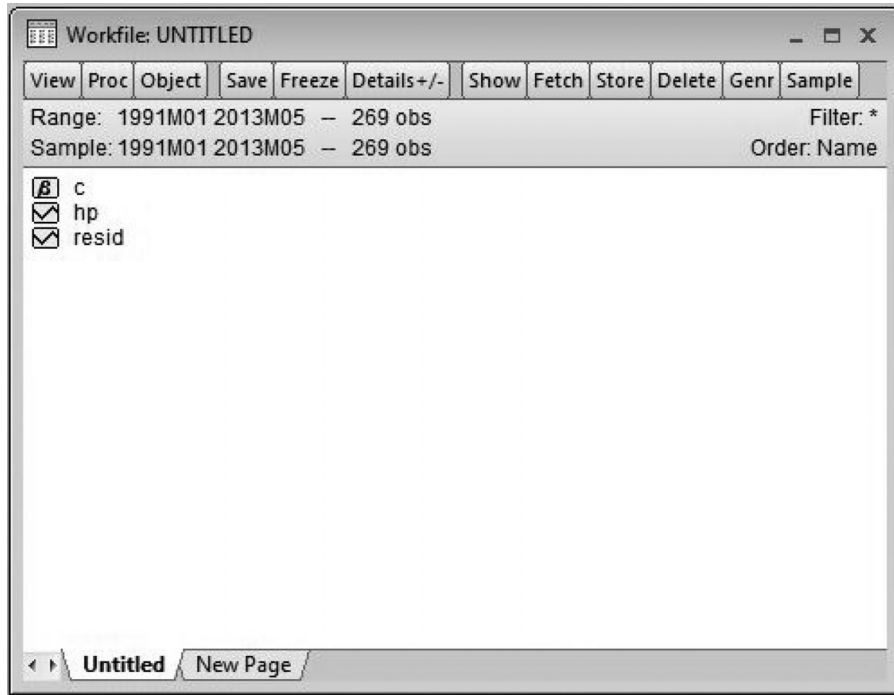 Workfile: UNTITLED
View Proc Object Save Freeze Details+/- Show Fetch Store Delete Genr Sample
Range: 1991M01 2013M05 -- 269 obs Filter: *
Sample: 1991M01 2013M05 -- 269 obs Order: Name
β c
hp
resid
Untitled New Page